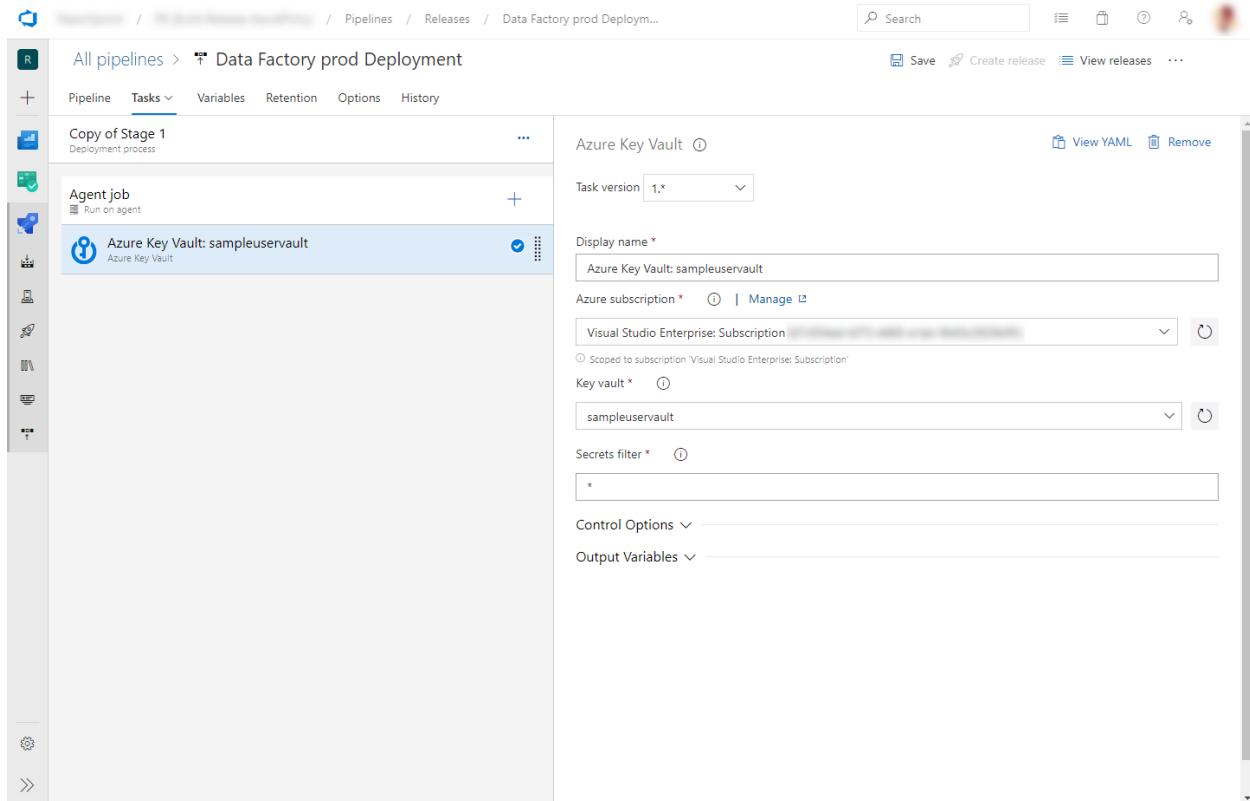 / / Pipelines / Releases / Data Factory prod Deploym...
Search
R
All pipelines > Data Factory prod Deployment
Save Create release View releases ...
Pipeline Tasks Variables Retention Options History
Copy of Stage 1
Deployment process
...
Agent job
Run on agent
Azure Key Vault: sampleuservault
Azure Key Vault
Azure Key Vault
View YAML Remove
Task version 1.*
Display name *
Azure Key Vault: sampleuservault
Azure subscription * | Manage
Visual Studio Enterprise: Subscription
Scoped to subscription 'Visual Studio Enterprise: Subscription'
Key vault *
sampleuservault
Secrets filter *
*
Control Options
Output Variables